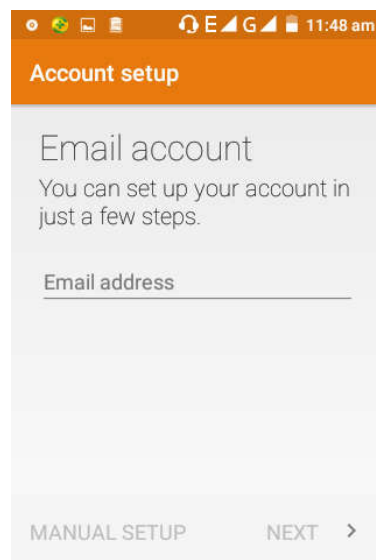 E G 11:48 am
Account setup
Email account
You can set up your account in
just a few steps.
Email address
MANUAL SETUP NEXT